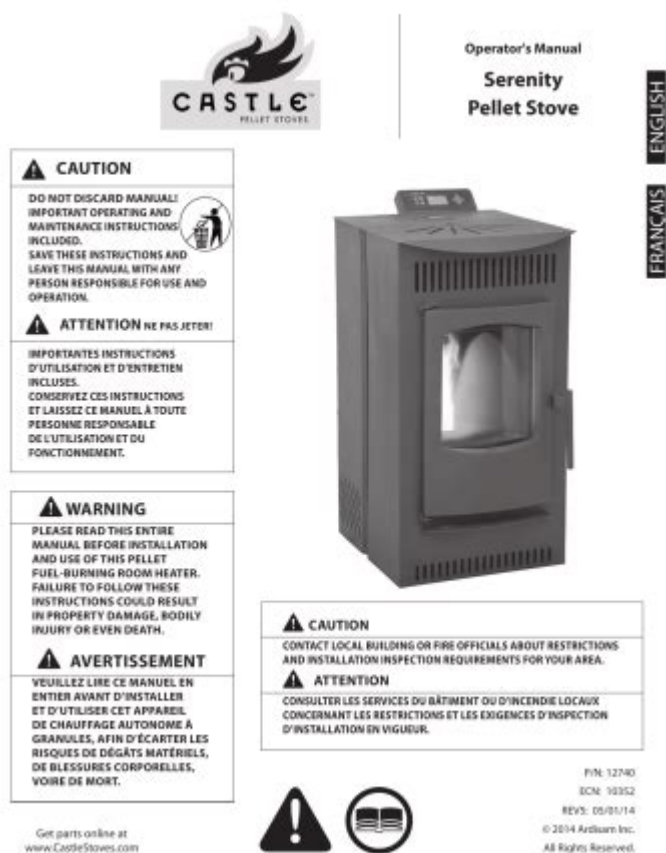 CASTLE™
PELLET STOVES
Operator's Manual
Serenity
Pellet Stove
ENGLISH
FRANÇAIS
CAUTION
DO NOT DISCARD MANUAL!
IMPORTANT OPERATING AND
MAINTENANCE INSTRUCTIONS
INCLUDED.
SAVE THESE INSTRUCTIONS AND
LEAVE THIS MANUAL WITH ANY
PERSON RESPONSIBLE FOR USE AND
OPERATION.
ATTENTION NE PAS JETER!
IMPORTANTES INSTRUCTIONS
D'UTILISATION ET D'ENTRETIEN
INCLUSES.
CONSERVEZ CES INSTRUCTIONS
ET LAISSEZ CE MANUEL À TOUTE
PERSONNE RESPONSABLE
DE L'UTILISATION ET DU
FONCTIONNEMENT.
WARNING
PLEASE READ THIS ENTIRE
MANUAL BEFORE INSTALLATION
AND USE OF THIS PELLET
FUEL-BURNING ROOM HEATER.
FAILURE TO FOLLOW THESE
INSTRUCTIONS COULD RESULT
IN PROPERTY DAMAGE, BODILY
INJURY OR EVEN DEATH.
AVERTISSEMENT
VEUILLEZ LIRE CE MANUEL EN
ENTIER AVANT D'INSTALLER
ET D'UTILISER CET APPAREIL
DE CHAUFFAGE AUTONOME À
GRANULES, AFIN D'ÉCARTER LES
RISQUES DE DÉGÂTS MATÉRIELS,
DE BLESSURES CORPORELLES,
VOIRE DE MORT.
CAUTION
CONTACT LOCAL BUILDING OR FIRE OFFICIALS ABOUT RESTRICTIONS
AND INSTALLATION INSPECTION REQUIREMENTS FOR YOUR AREA.
ATTENTION
CONSULTER LES SERVICES DU BÂTIMENT OU D'INCENDIE LOCAUX
CONCERNANT LES RESTRICTIONS ET LES EXIGENCES D'INSPECTION
D'INSTALLATION EN VIGUEUR.
Get parts online at
www.CastleStoves.com
P/N: 12740
ECN: 10352
REV5: 05/01/14
© 2014 Ardisam Inc.
All Rights Reserved.